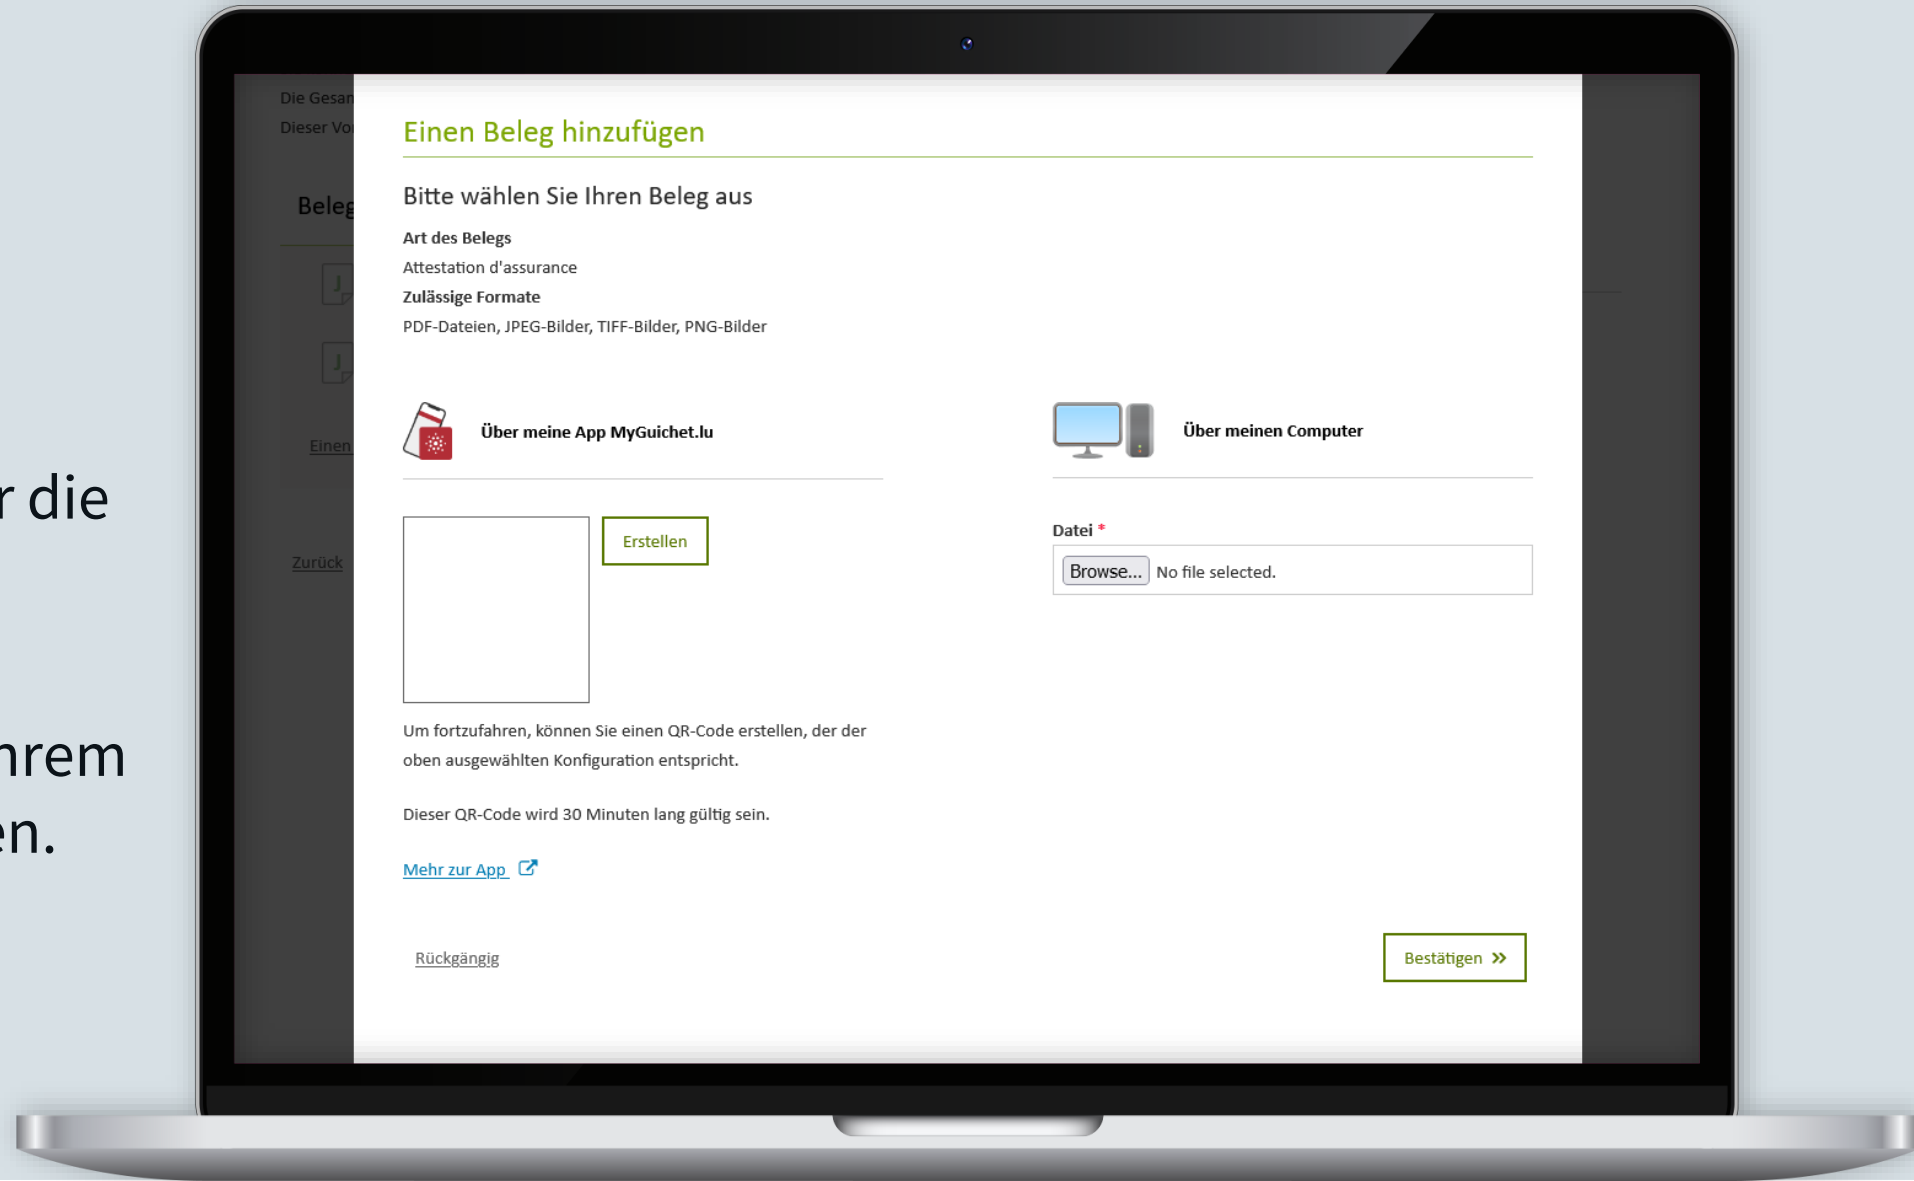 Die Gesam
Dieser Vor
Einen Beleg hinzufügen
Bitte wählen Sie Ihren Beleg aus
Beleg
Art des Belegs
Attestation d'assurance
Zulässige Formate
PDF-Dateien, JPEG-Bilder, TIFF-Bilder, PNG-Bilder
J
J
Über meine App MyGuichet.lu
Über meinen Computer
Einen
r die
Erstellen
Datei *
Browse... No file selected.
Zurück
Um fortzufahren, können Sie einen QR-Code erstellen, der der
oben ausgewählten Konfiguration entspricht.
hrem
en.
Dieser QR-Code wird 30 Minuten lang gültig sein.
Mehr zur App
Rückgängig
Bestätigen »